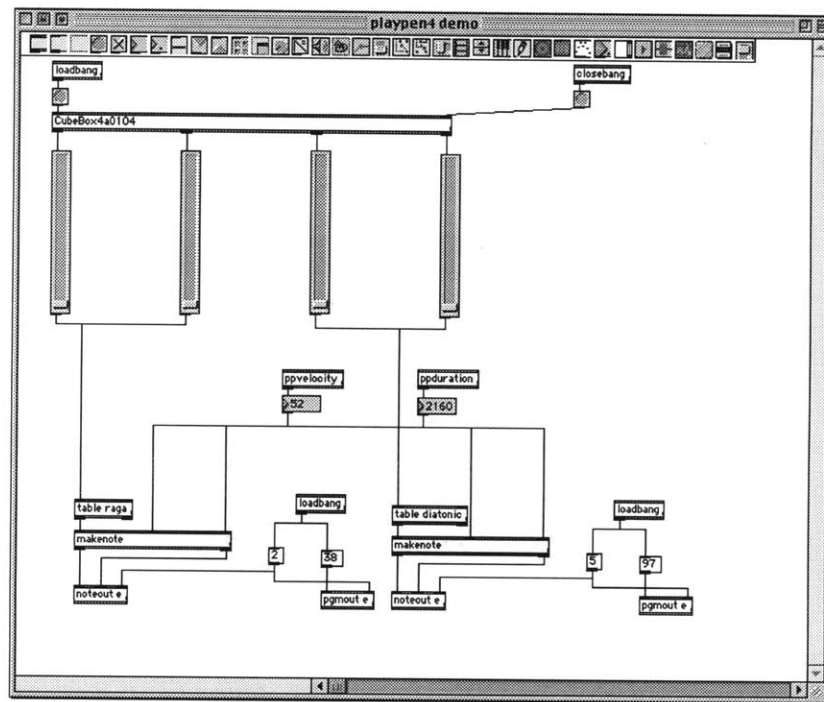 playpen4 demo
loadbang
closebang
CubeBox4a0104
ppvelocity
ppduration
52
2160
table raga
loadbang
table diatonic
loadbang
makenote
2
38
makenote
5
97
noteout e
pgmout e
noteout e
pgmout e